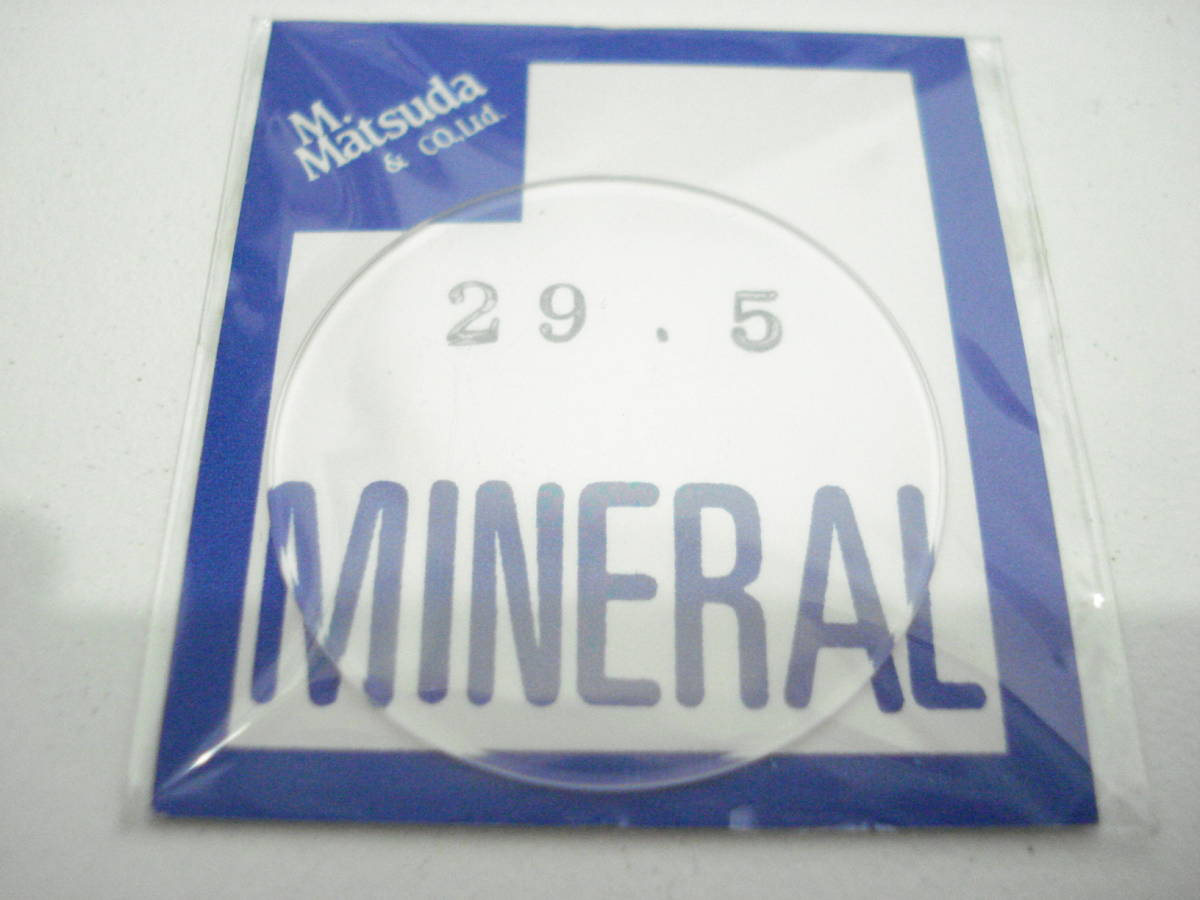 M.
Matsuda
& CO.,Ltd.
29.5
MINERAL